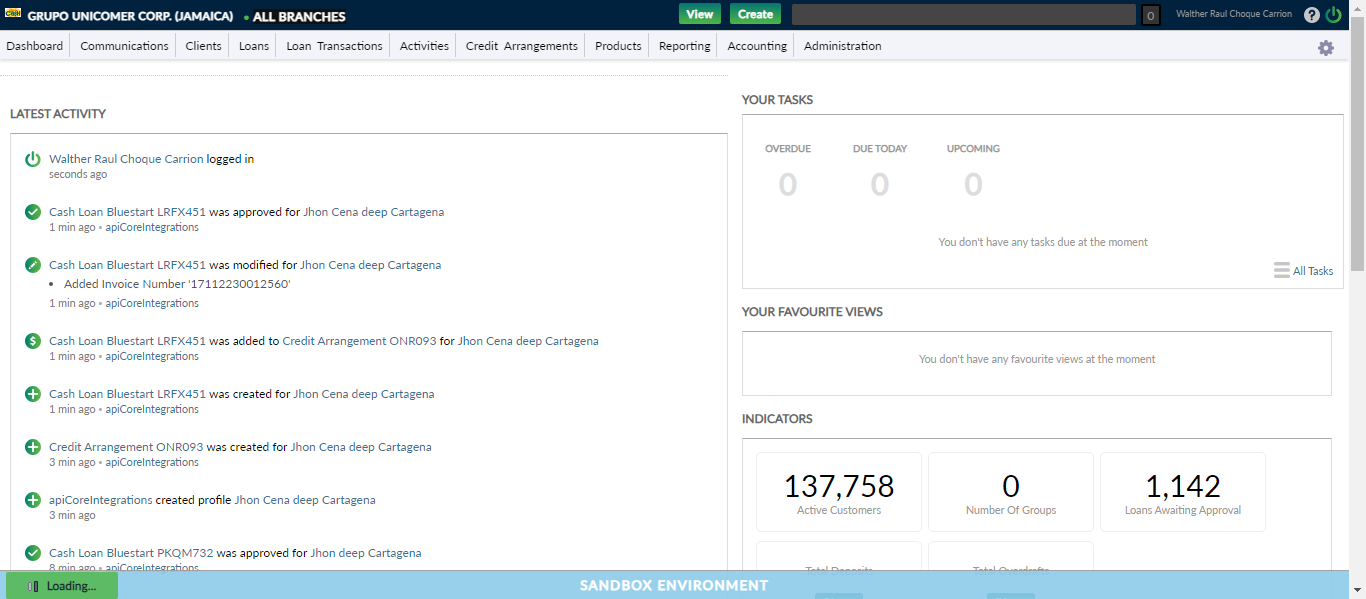 CASH GRUPO UNICOMER CORP. (JAMAICA) • ALL BRANCHES View Create 0 Walther Raul Choque Carrion ?
Dashboard Communications Clients Loans Loan Transactions Activities Credit Arrangements Products Reporting Accounting Administration
LATEST ACTIVITY
Walther Raul Choque Carrion logged in
seconds ago
Cash Loan Bluestart LRFX451 was approved for Jhon Cena deep Cartagena
1 min ago • apiCoreIntegrations
Cash Loan Bluestart LRFX451 was modified for Jhon Cena deep Cartagena
• Added Invoice Number '17112230012560'
1 min ago • apiCoreIntegrations
Cash Loan Bluestart LRFX451 was added to Credit Arrangement ONR093 for Jhon Cena deep Cartagena
1 min ago • apiCoreIntegrations
Cash Loan Bluestart LRFX451 was created for Jhon Cena deep Cartagena
1 min ago • apiCoreIntegrations
Credit Arrangement ONR093 was created for Jhon Cena deep Cartagena
3 min ago • apiCoreIntegrations
apiCoreIntegrations created profile Jhon Cena deep Cartagena
3 min ago
Cash Loan Bluestart PKQM732 was approved for Jhon deep Cartagena
8 min ago • apiCoreIntegrations
YOUR TASKS
OVERDUE DUE TODAY UPCOMING
0 0 0
You don't have any tasks due at the moment
All Tasks
YOUR FAVOURITE VIEWS
You don't have any favourite views at the moment
INDICATORS
137,758 0 1,142
Active Customers Number Of Groups Loans Awaiting Approval
Total Deposits Total Overdrafts
Loading... SANDBOX ENVIRONMENT